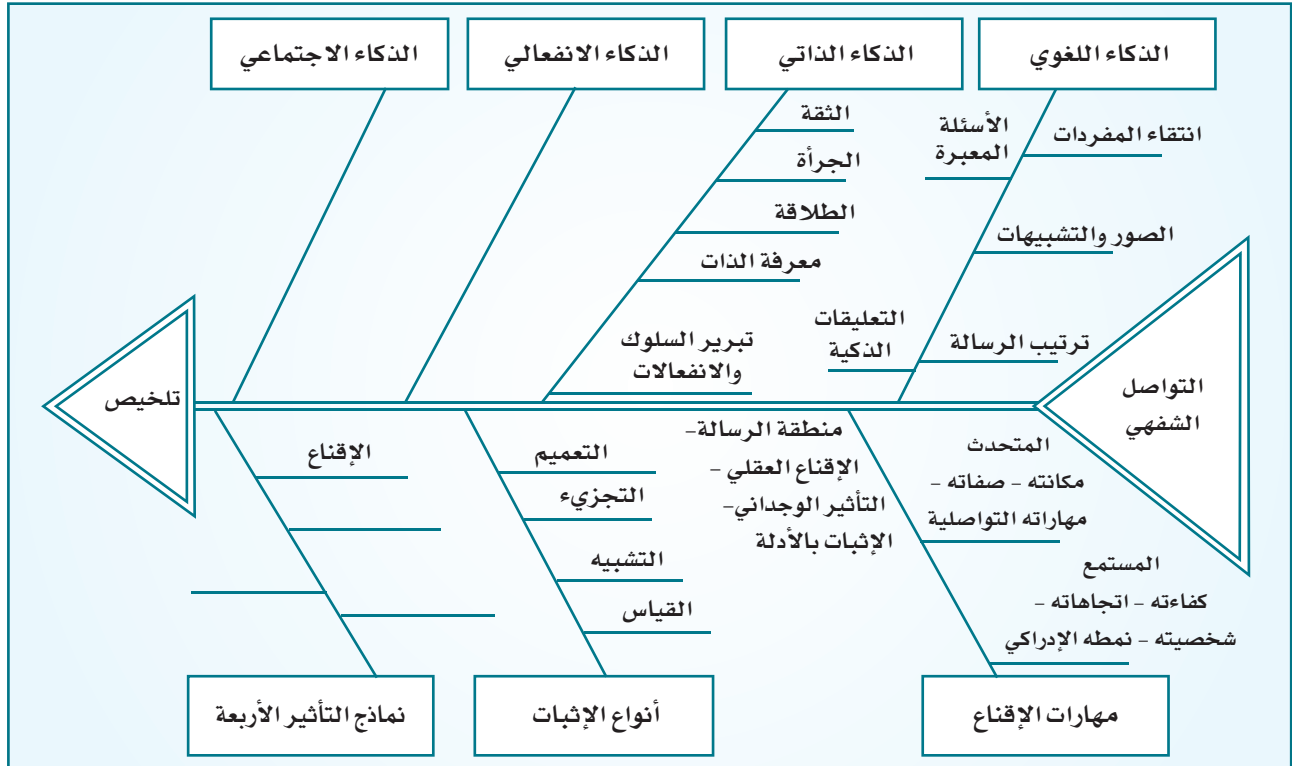 الذكاء اللغوي
الذكاء الذاتي
الذكاء الانفعالي
الذكاء الاجتماعي
انتقاء المفردات
الأسئلة
المعبرة
الصور والتشبيهات
ترتيب الرسالة
التعليقات
الذكية
الثقة
الجرأة
الطلاقة
معرفة الذات
تبرير السلوك
والانفعالات
التواصل
الشفهي
تلخيص
المتحدث
مكانته - صفاته -
مهاراته التواصلية
المستمع
كفاءته - اتجاهاته -
شخصيته - نمطه الإدراكي
منطقة الرسالة-
الإقناع العقلي -
التأثير الوجداني-
الإثبات بالأدلة
التعميم
التجزيء
التشبيه
القياس
الإقناع
مهارات الإقناع
أنواع الإثبات
نماذج التأثير الأربعة